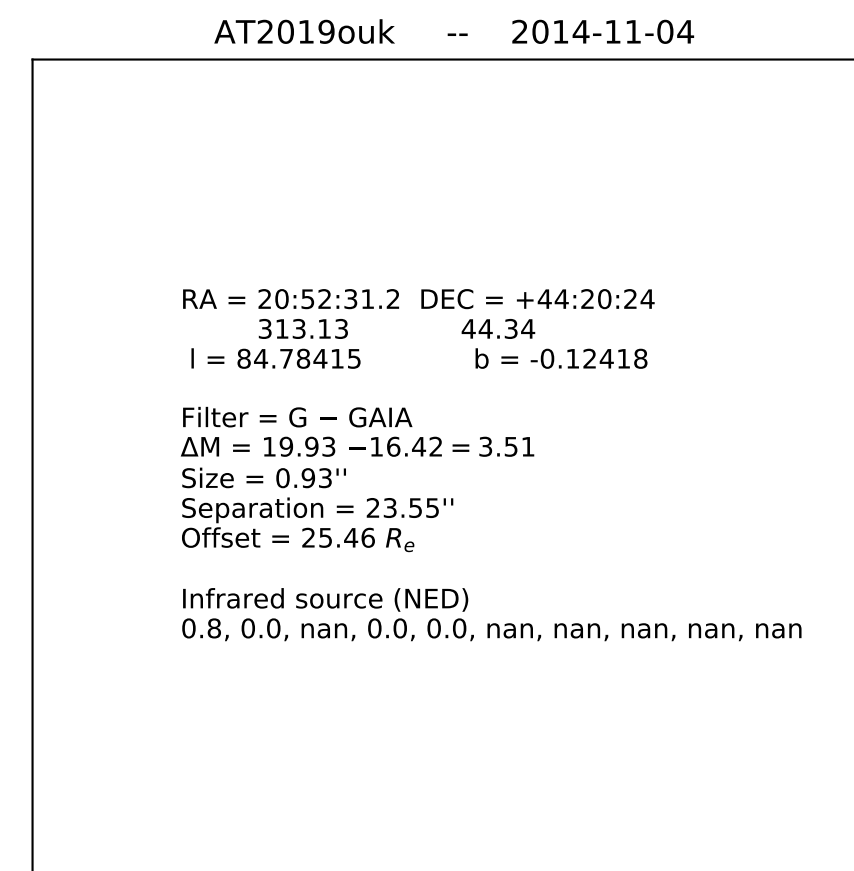 AT2019ouk -- 2014-11-04
RA = 20:52:31.2 DEC = +44:20:24
313.13 44.34
l = 84.78415 b = -0.12418
Filter = G − GAIA
ΔM = 19.93 −16.42 = 3.51
Size = 0.93''
Separation = 23.55''
Offset = 25.46 Re
Infrared source (NED)
0.8, 0.0, nan, 0.0, 0.0, nan, nan, nan, nan, nan